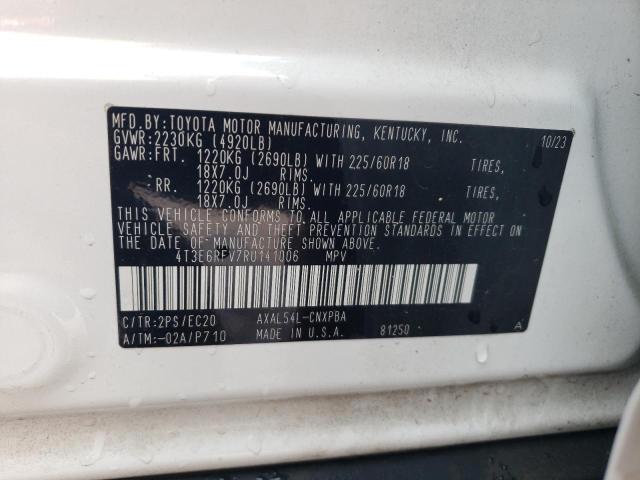 MFD.BY:TOYOTA MOTOR MANUFACTURING, KENTUCKY, INC. 10/23
GVWR:2230KG (4920LB)
GAWR:FRT. 1220KG (2690LB) WITH 225/60R18 TIRES,
18X7.0J RIMS.
RR. 1220KG (2690LB) WITH 225/60R18 TIRES,
18X7.0J RIMS.
THIS VEHICLE CONFORMS TO ALL APPLICABLE FEDERAL MOTOR
VEHICLE SAFETY AND THEFT PREVENTION STANDARDS IN EFFECT ON
THE DATE OF MANUFACTURE SHOWN ABOVE.
MPV
C/TR:2PS/EC20 AXAL54L-CNXPBA
A/TM:-02A/P710 MADE IN U.S.A. 81250 A